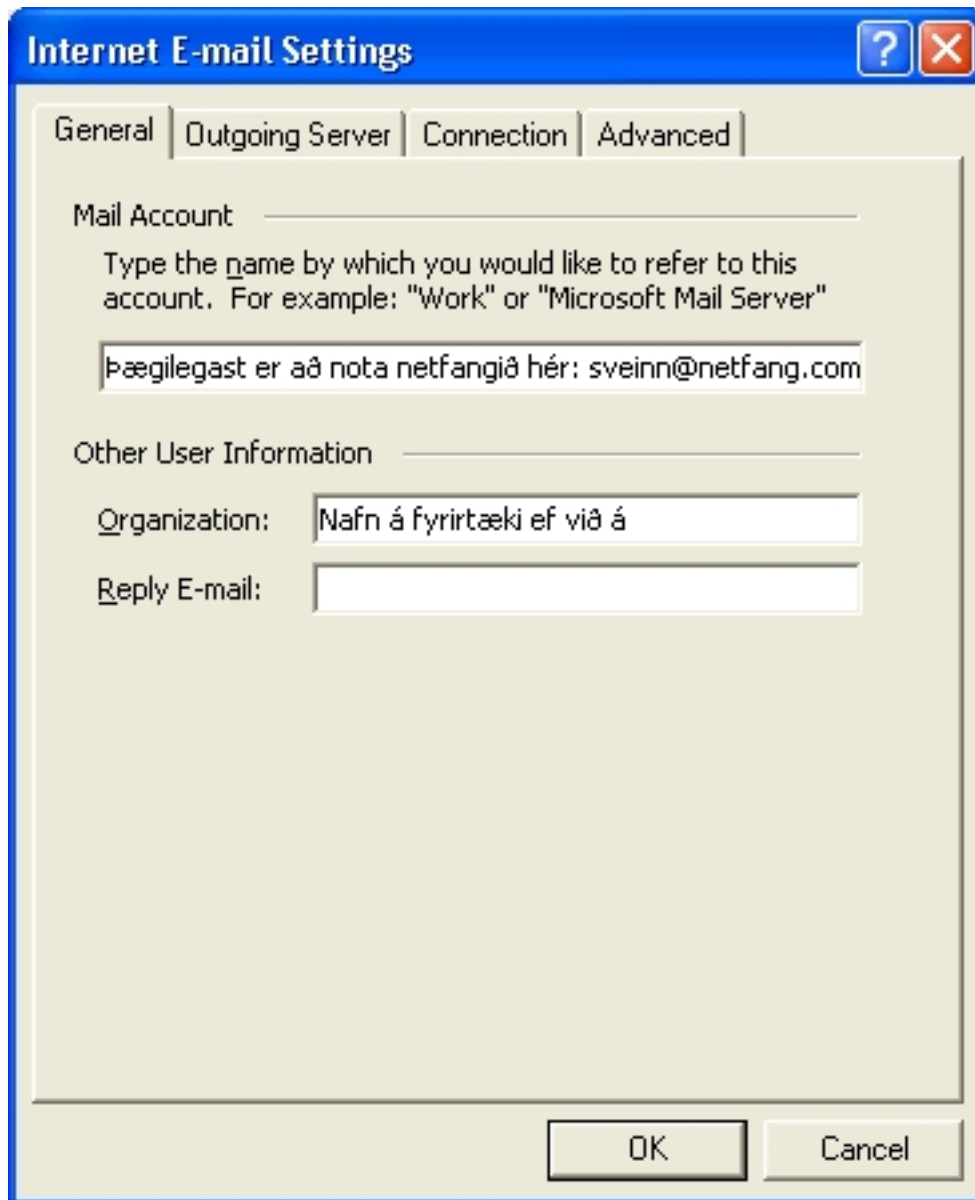 Internet E-mail Settings
General
Outgoing Server
Connection
Advanced
Mail Account
Type the name by which you would like to refer to this
account. For example: "Work" or "Microsoft Mail Server"
Þægilegast er að nota netfangið hér: sveinn@netfang.com
Other User Information
Organization: Nafn á fyrirtæki ef við á
Reply E-mail:
OK
Cancel